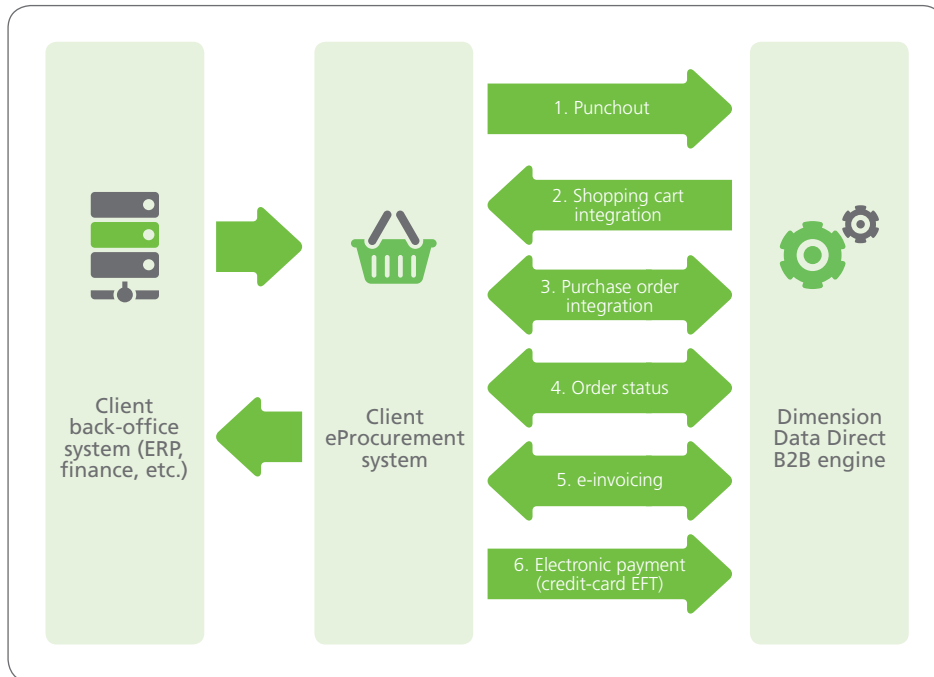 Client
back-office
system (ERP,
finance, etc.)
Client
eProcurement
system
1. Punchout
2. Shopping cart
integration
3. Purchase order
integration
4. Order status
5. e-invoicing
6. Electronic payment
(credit-card EFT)
Dimension
Data Direct
B2B engine